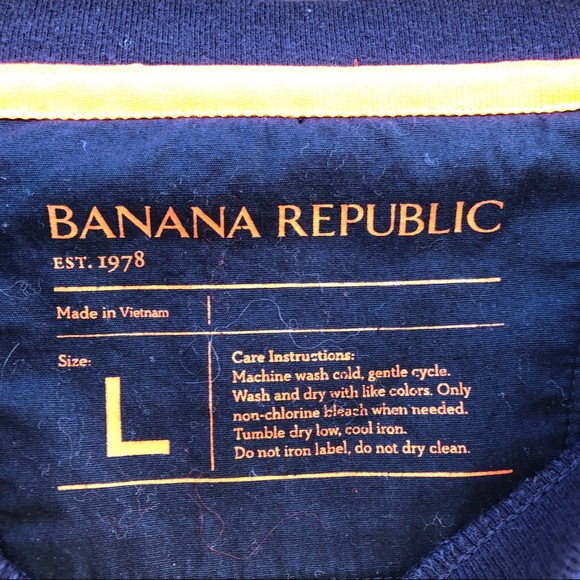 BANANA REPUBLIC
EST. 1978
Made in Vietnam
Size:
L
Care Instructions:
Machine wash cold, gentle cycle.
Wash and dry with like colors. Only
non-chlorine bleach when needed.
Tumble dry low, cool iron.
Do not iron label, do not dry clean.